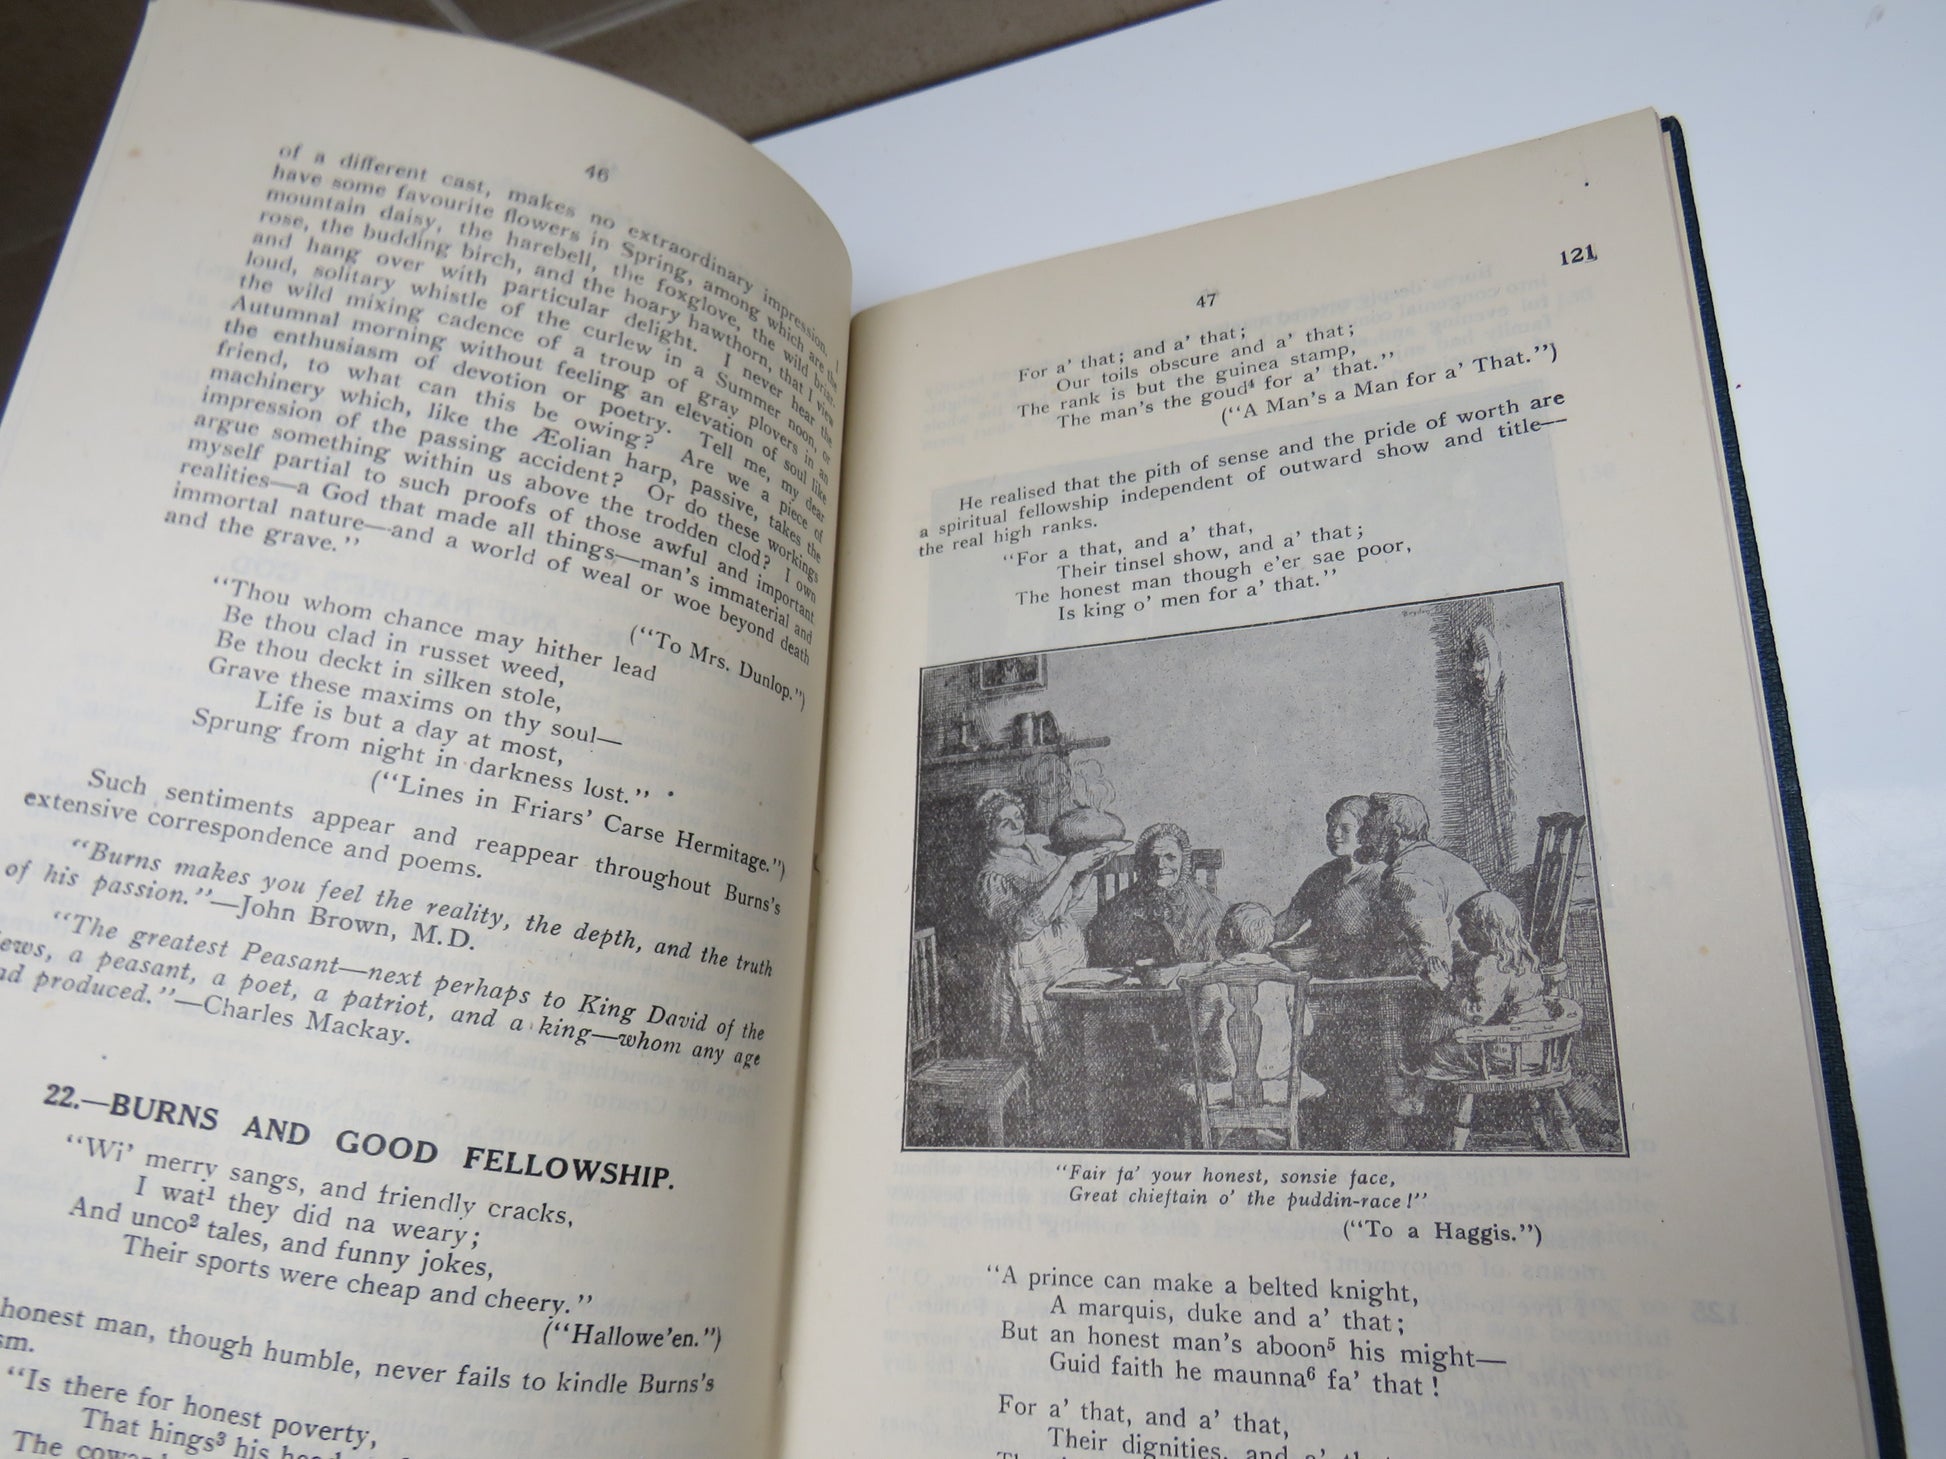 46
of a different cast, makes no extraordinary impression. I
have some favourite flowers in Spring, among which are the
mountain daisy, the harebell, the foxglove, the wild briar-
rose, the budding birch, and the hoary hawthorn, that I view
and hang over with particular delight. I never hear the
loud, solitary whistle of the curlew in a Summer noon, or
the wild mixing cadence of a troop of gray plovers in an
Autumnal morning without feeling an elevation of soul like
the enthusiasm of devotion or poetry. Tell me, my dear
friend, to what can this be owing? Are we a piece of
machinery which, like the Æolian harp, passive, takes the
impression of the passing accident? Or do these workings
argue something within us above the trodden clod? I own
myself partial to such proofs of those awful and important
realities—a God that made all things—man's immaterial and
immortal nature—and a world of weal or woe beyond death
and the grave."
("To Mrs. Dunlop.")
"Thou whom chance may hither lead
Be thou clad in russet weed,
Be thou deckt in silken stole,
Grave these maxims on thy soul—
Life is but a day at most,
Sprung from night in darkness lost."
("Lines in Friars' Carse Hermitage.")
Such sentiments appear and reappear throughout Burns's
extensive correspondence and poems.
"Burns makes you feel the reality, the depth, and the truth
of his passion."—John Brown, M.D.
"The greatest Peasant—next perhaps to King David of the
ews, a peasant, a poet, a patriot, and a king—whom any age
ad produced."—Charles Mackay.
22.—BURNS AND GOOD FELLOWSHIP.
"Wi' merry sangs, and friendly cracks,
I wat¹ they did na weary;
And unco² tales, and funny jokes,
Their sports were cheap and cheery."
("Hallowe'en.")
honest man, though humble, never fails to kindle Burns's
sm.
"Is there for honest poverty,
That hings³ his head
The
47
121
For a' that; and a' that;
Our toils obscure and a' that;
The rank is but the guinea stamp,
The man's the goud⁴ for a' that."
("A Man's a Man for a' That.")
He realised that the pith of sense and the pride of worth are
a spiritual fellowship independent of outward show and title—
the real high ranks.
"For a that, and a' that,
Their tinsel show, and a' that;
The honest man though e'er sae poor,
Is king o' men for a' that."
"Fair fa' your honest, sonsie face,
Great chieftain o' the puddin-race!"
("To a Haggis.")
"A prince can make a belted knight,
A marquis, duke and a' that;
But an honest man's aboon⁵ his might—
Guid faith he maunna⁶ fa' that!
For a' that, and a' that,
Their dignities, and a'